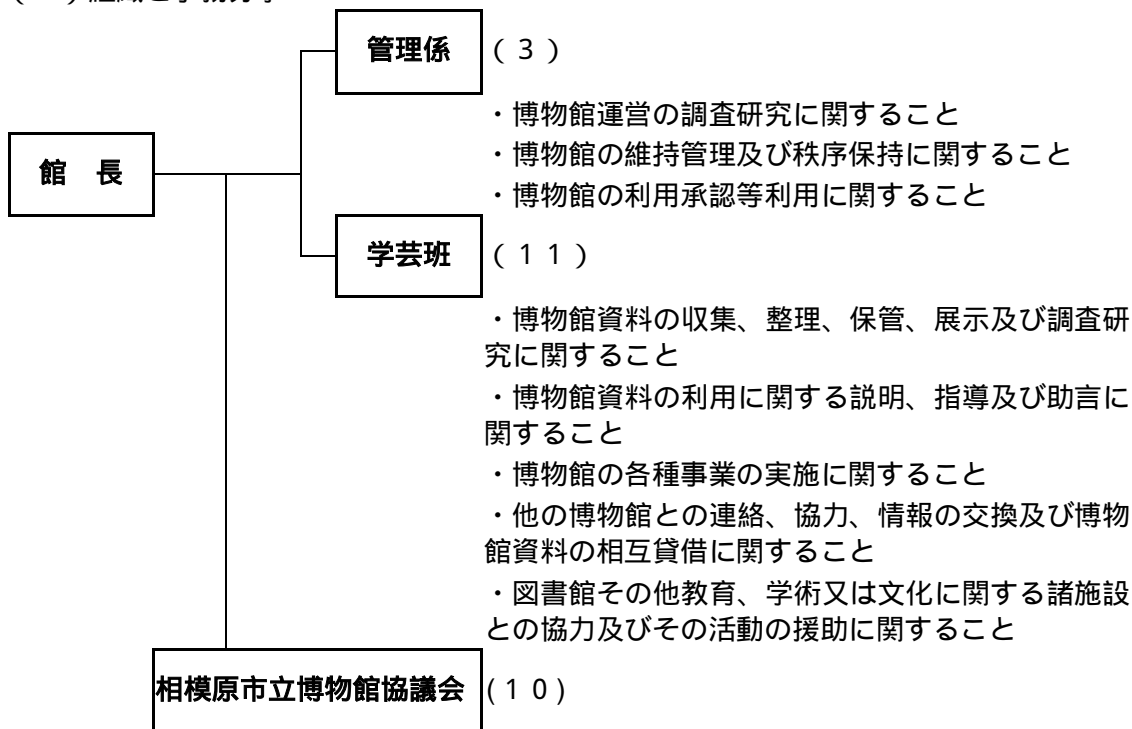 管理係 (3)
・博物館運営の調査研究に関すること
・博物館の維持管理及び秩序保持に関すること
・博物館の利用承認等利用に関すること
館 長
学芸班 (11)
・博物館資料の収集、整理、保管、展示及び調査研
究に関すること
・博物館資料の利用に関する説明、指導及び助言に
関すること
・博物館の各種事業の実施に関すること
・他の博物館との連絡、協力、情報の交換及び博物
館資料の相互貸借に関すること
・図書館その他教育、学術又は文化に関する諸施設
との協力及びその活動の援助に関すること
相模原市立博物館協議会 (10)